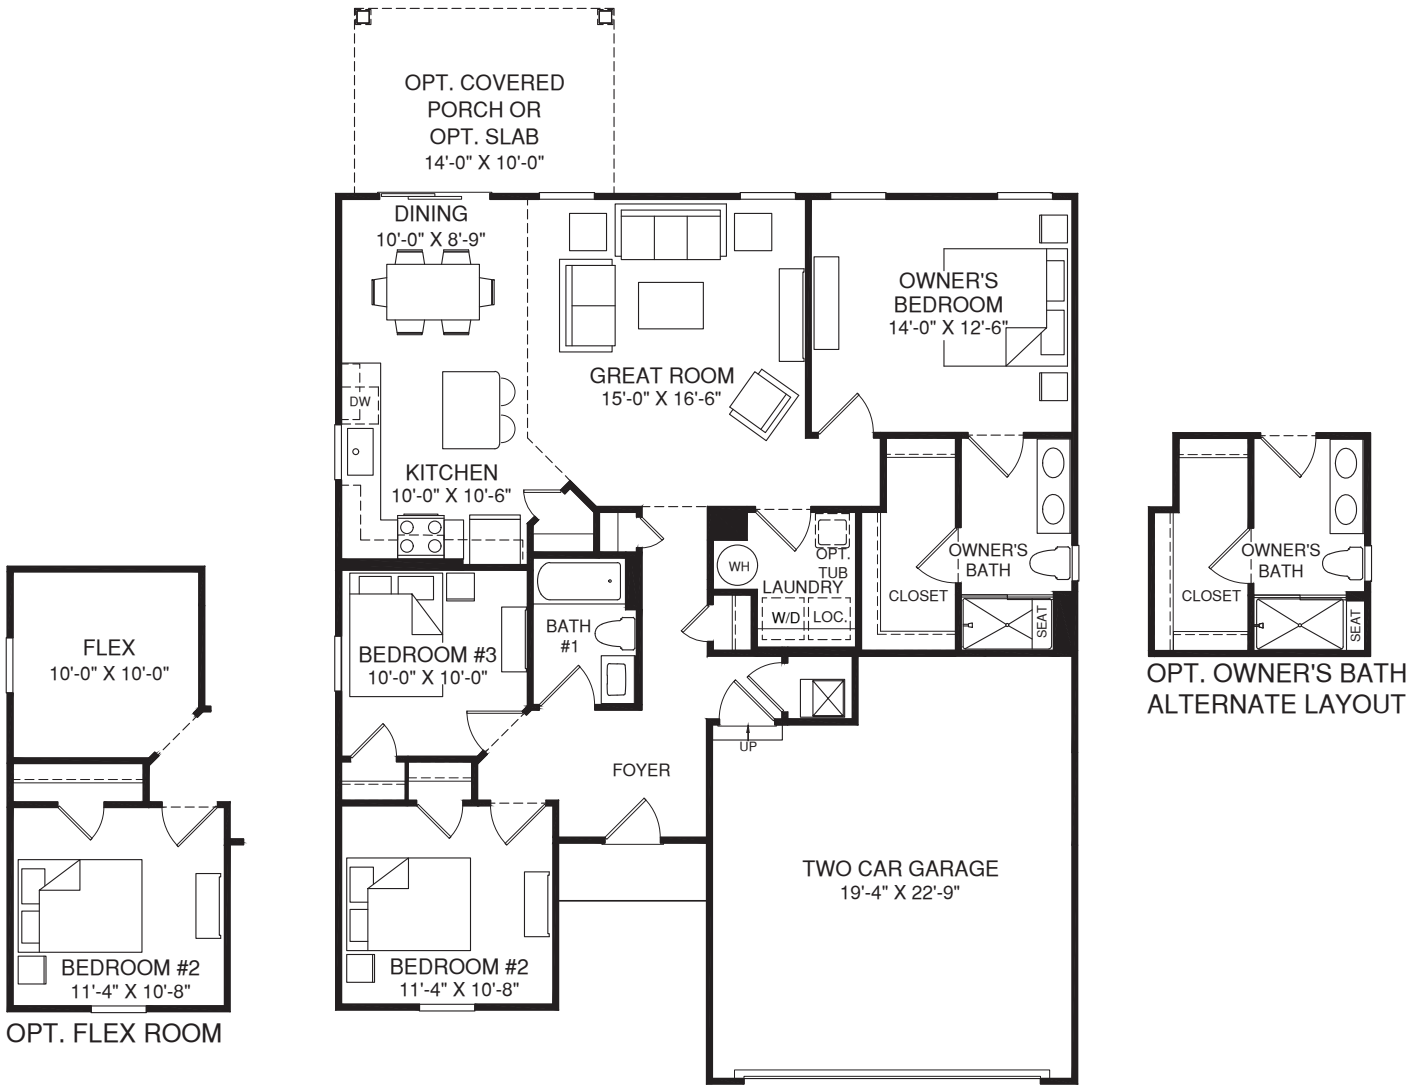 OPT. COVERED
PORCH OR
OPT. SLAB
14'-0" X 10'-0"
DINING
10'-0" X 8'-9"
OWNER'S
BEDROOM
14'-0" X 12'-6"
GREAT ROOM
15'-0" X 16'-6"
DW
KITCHEN
10'-0" X 10'-6"
OPT.
TUB
WH
LAUNDRY
W/D
LOC.
OWNER'S
BATH
CLOSET
SEAT
BATH
#1
BEDROOM #3
10'-0" X 10'-0"
UP
FOYER
TWO CAR GARAGE
19'-4" X 22'-9"
BEDROOM #2
11'-4" X 10'-8"
FLEX
10'-0" X 10'-0"
BEDROOM #2
11'-4" X 10'-8"
OPT. FLEX ROOM
OWNER'S
BATH
CLOSET
SEAT
OPT. OWNER'S BATH
ALTERNATE LAYOUT